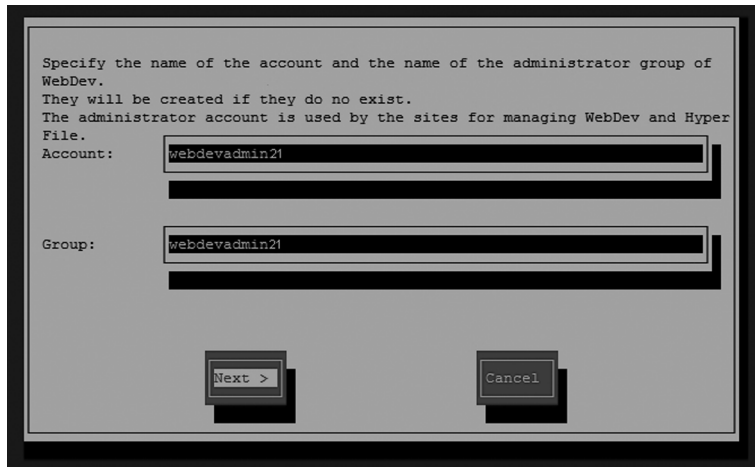 Specify the name of the account and the name of the administrator group of
WebDev.
They will be created if they do no exist.
The administrator account is used by the sites for managing WebDev and Hyper
File.
Account: webdevadmin21
Group: webdevadmin21
Next > Cancel